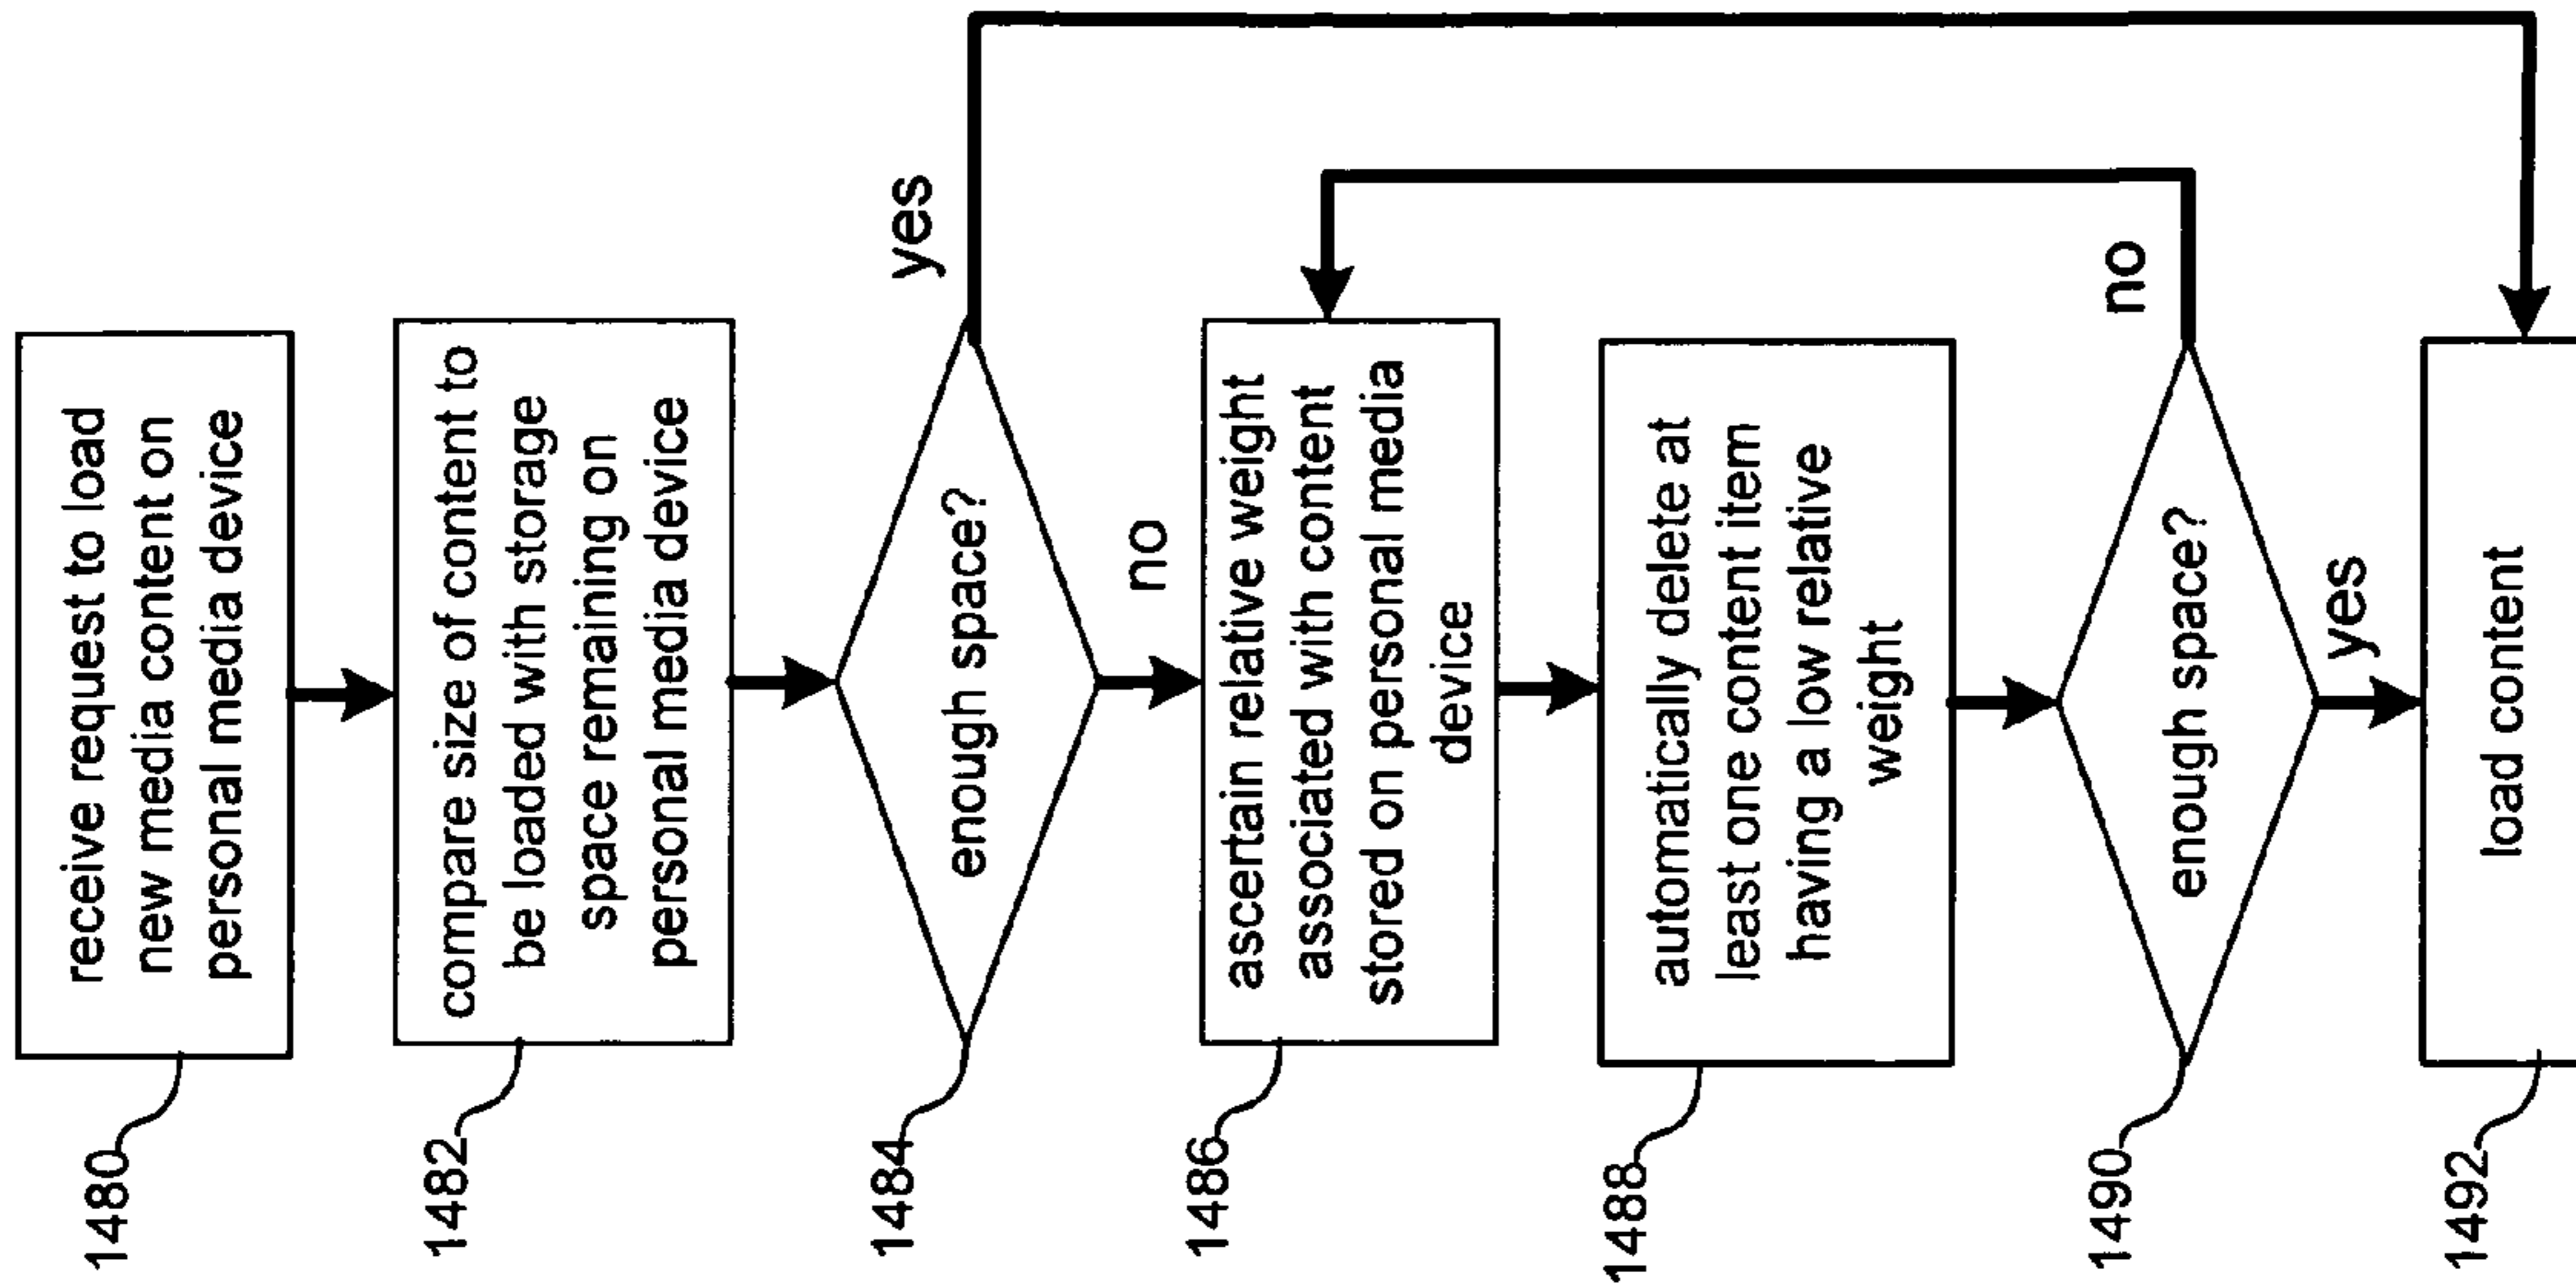 1480
receive request to load
new media content on
personal media device
1482
compare size of content to
be loaded with storage
space remaining on
personal media device
1484
enough space?
yes
no
1486
ascertain relative weight
associated with content
stored on personal media
device
1488
automatically delete at
least one content item
having a low relative
weight
1490
enough space?
no
yes
1492
load content